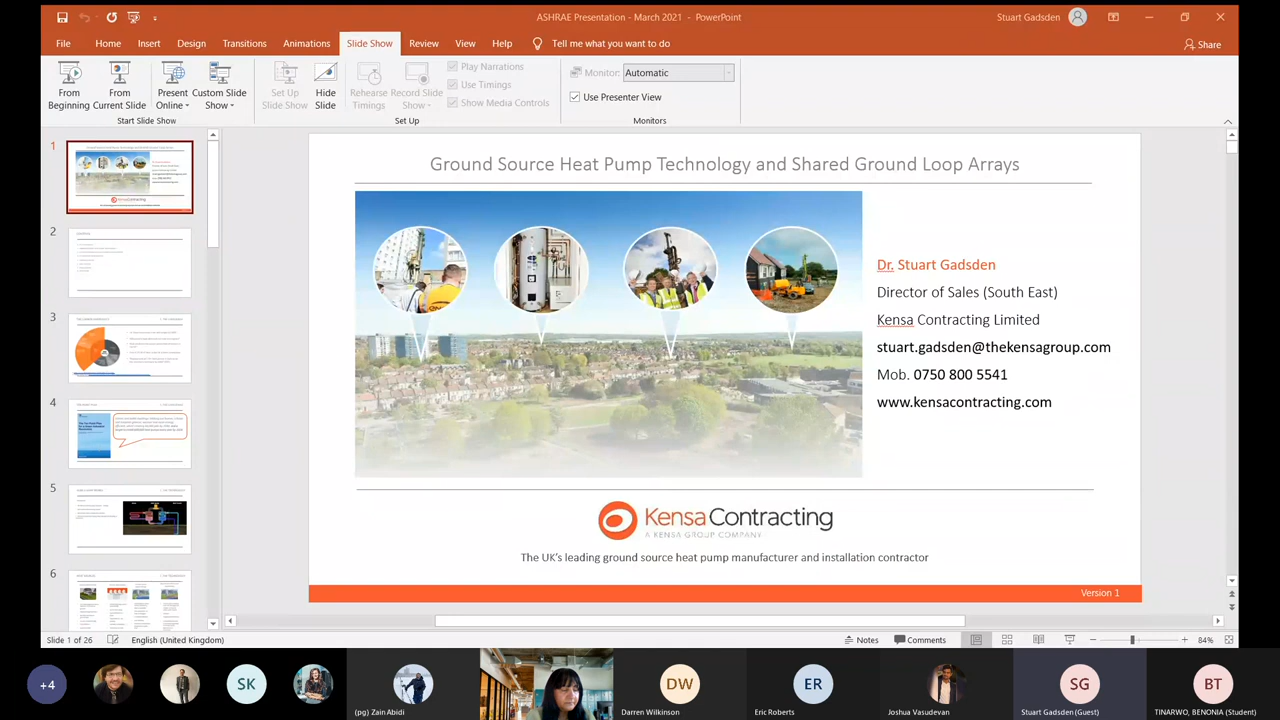 ASHRAE Presentation - March 2021 - PowerPoint
Stuart Gadsden
File Home Insert Design Transitions Animations Slide Show Review View Help Tell me what you want to do
Share
From Beginning
From Current Slide
Present Online
Custom Slide Show
Set Up Slide Show
Hide Slide
Rehearse Timings
Record Slide Show
Play Narrations
Use Timings
Show Media Controls
Monitor: Automatic
Use Presenter View
Start Slide Show
Set Up
Monitors
1
2
3
4
5
6
Ground Source Heat Pump Technology and Shared Ground Loop Arrays
Dr. Stuart Gadsden
Director of Sales (South East)
Kensa Contracting Limited
stuart.gadsden@thekensagroup.com
Mob. 0750 800 5541
www.kensacontracting.com
KensaContracting
A KENSA GROUP COMPANY
The UK's leading ground source heat pump manufacturer and installation contractor
Version 1
Slide 1 of 26
English (United Kingdom)
Notes
Comments
84%
+4
SK
DW
ER
SG
BT
(pg) Zain Abidi
Darren Wilkinson
Eric Roberts
Joshua Vasudevan
Stuart Gadsden (Guest)
TINARWO, BENONIA (Student)